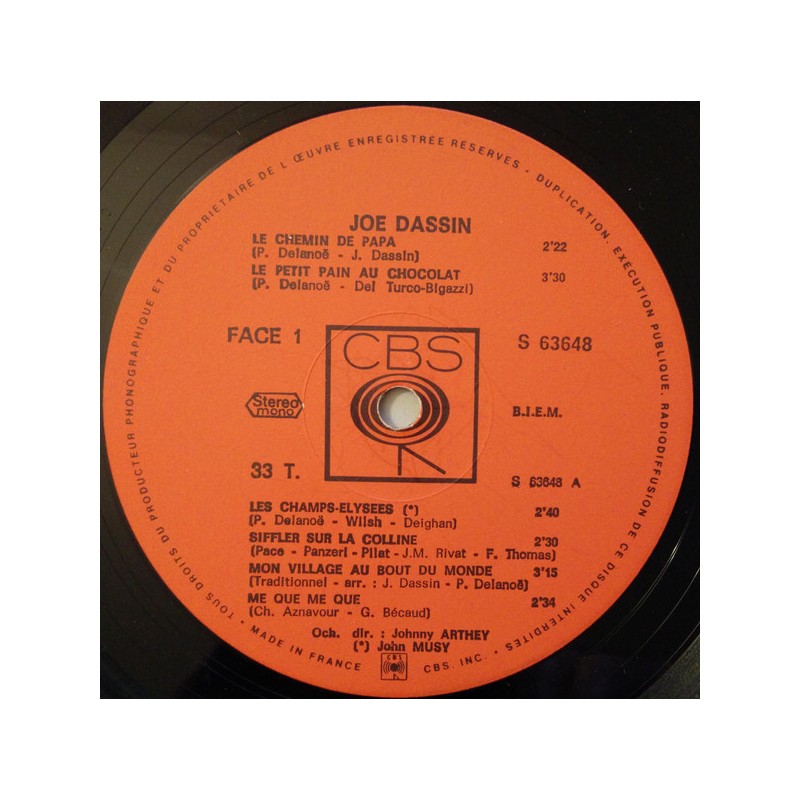 TOUS DROITS DU PRODUCTEUR PHONOGRAPHIQUE ET DU PROPRIETAIRE DE L'ŒUVRE ENREGISTRÉE RÉSERVÉS - DUPLICATION, EXÉCUTION PUBLIQUE, RADIODIFFUSION DE CE DISQUE INTERDITES
JOE DASSIN
LE CHEMIN DE PAPA 2'22
(P. Delanoë - J. Dassin)
LE PETIT PAIN AU CHOCOLAT 3'30
(P. Delanoë - Del Turco-Bigazzi)
FACE 1
CBS
S 63648
Stereo
mono
B.I.E.M.
33 T.
S 63648 A
LES CHAMPS-ELYSEES (*) 2'40
(P. Delanoë - Wilsh - Deighan)
SIFFLER SUR LA COLLINE 2'30
(Pace - Panzeri - Pilat - J.M. Rivat - F. Thomas)
MON VILLAGE AU BOUT DU MONDE 3'15
(Traditionnel - arr. : J. Dassin - P. Delanoë)
ME QUE ME QUE 2'34
(Ch. Aznavour - G. Bécaud)
Och. dir. : Johnny ARTHEY
(*) John MUSY
• MADE IN FRANCE
CBS
CBS. INC. •